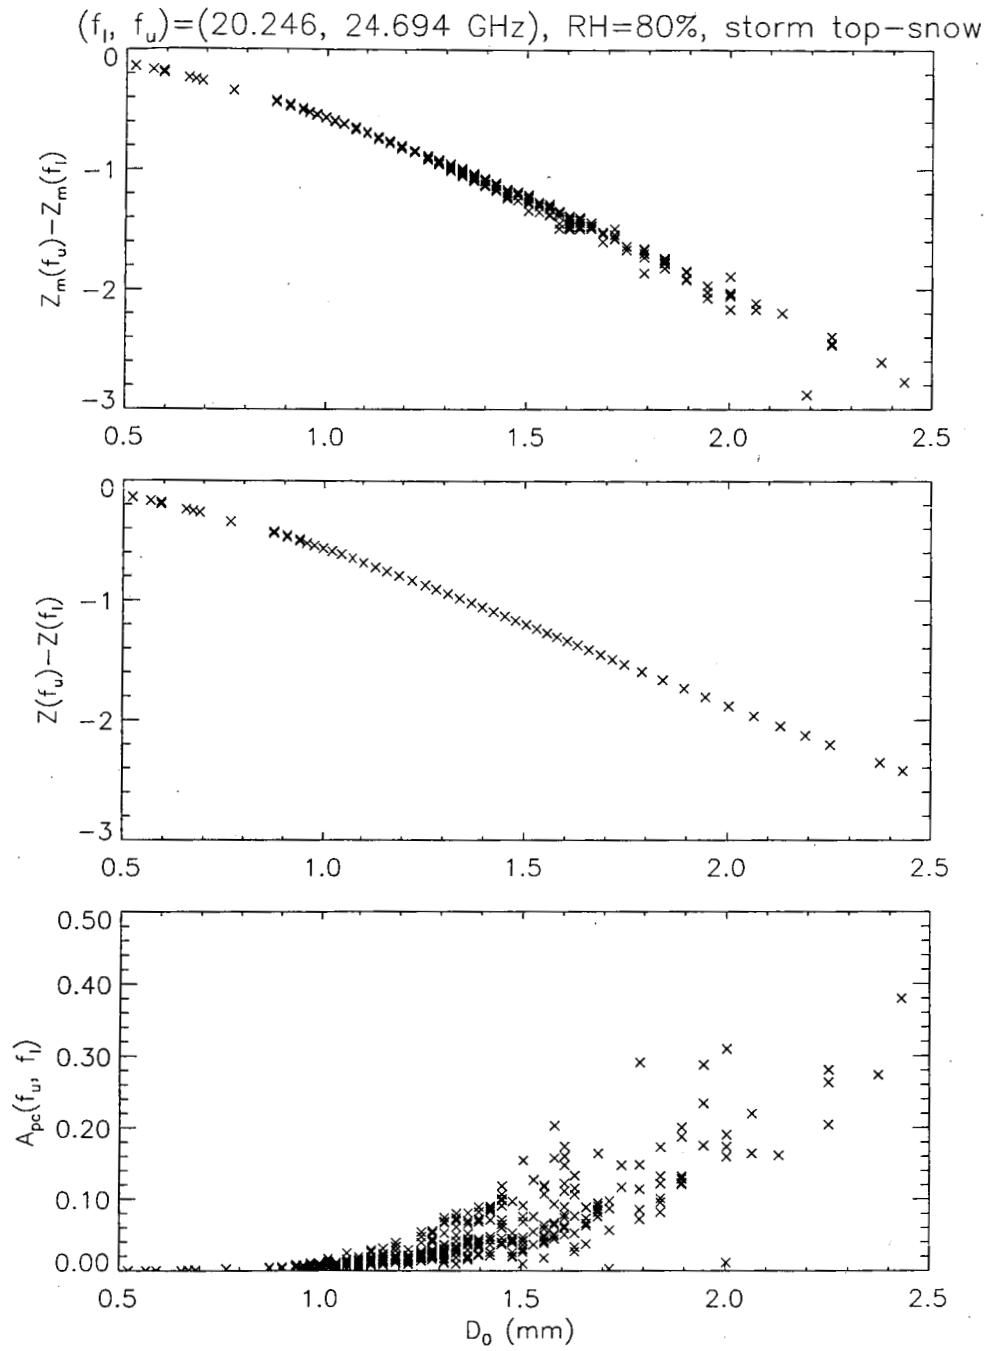 (f_l, f_u)=(20.246, 24.694 GHz), RH=80%, storm top-snow
Z_m(f_u)-Z_m(f_l)
0
-1
-2
-3
0.5 1.0 1.5 2.0 2.5
Z(f_u)-Z(f_l)
0
-1
-2
-3
0.5 1.0 1.5 2.0 2.5
A_pc(f_u, f_l)
0.50
0.40
0.30
0.20
0.10
0.00
0.5 1.0 1.5 2.0 2.5
D_0 (mm)